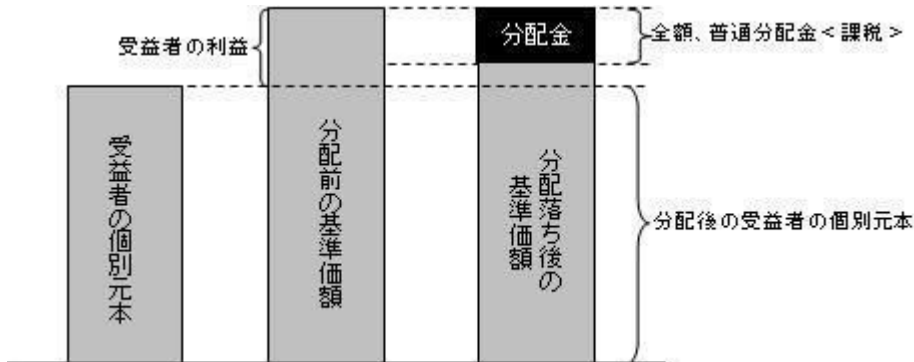 受益者の利益
分配金
全額、普通分配金<課税>
受益者の個別元本
分配前の基準価額
分配落ち後の
基準価額
分配後の受益者の個別元本